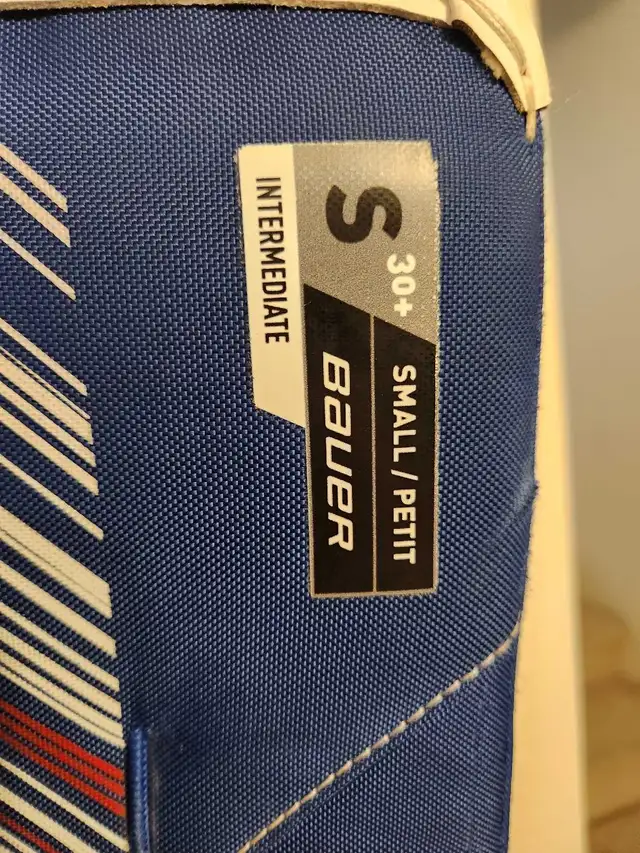 S
30+
SMALL / PETIT
BAUER
INTERMEDIATE